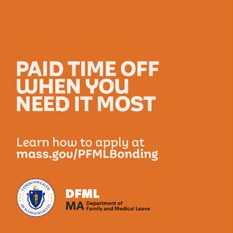 PAID TIME OFF
WHEN YOU
NEED IT MOST
Learn how to apply at
mass.gov/PFMLBonding
DFML
MA Department of
Family and Medical Leave